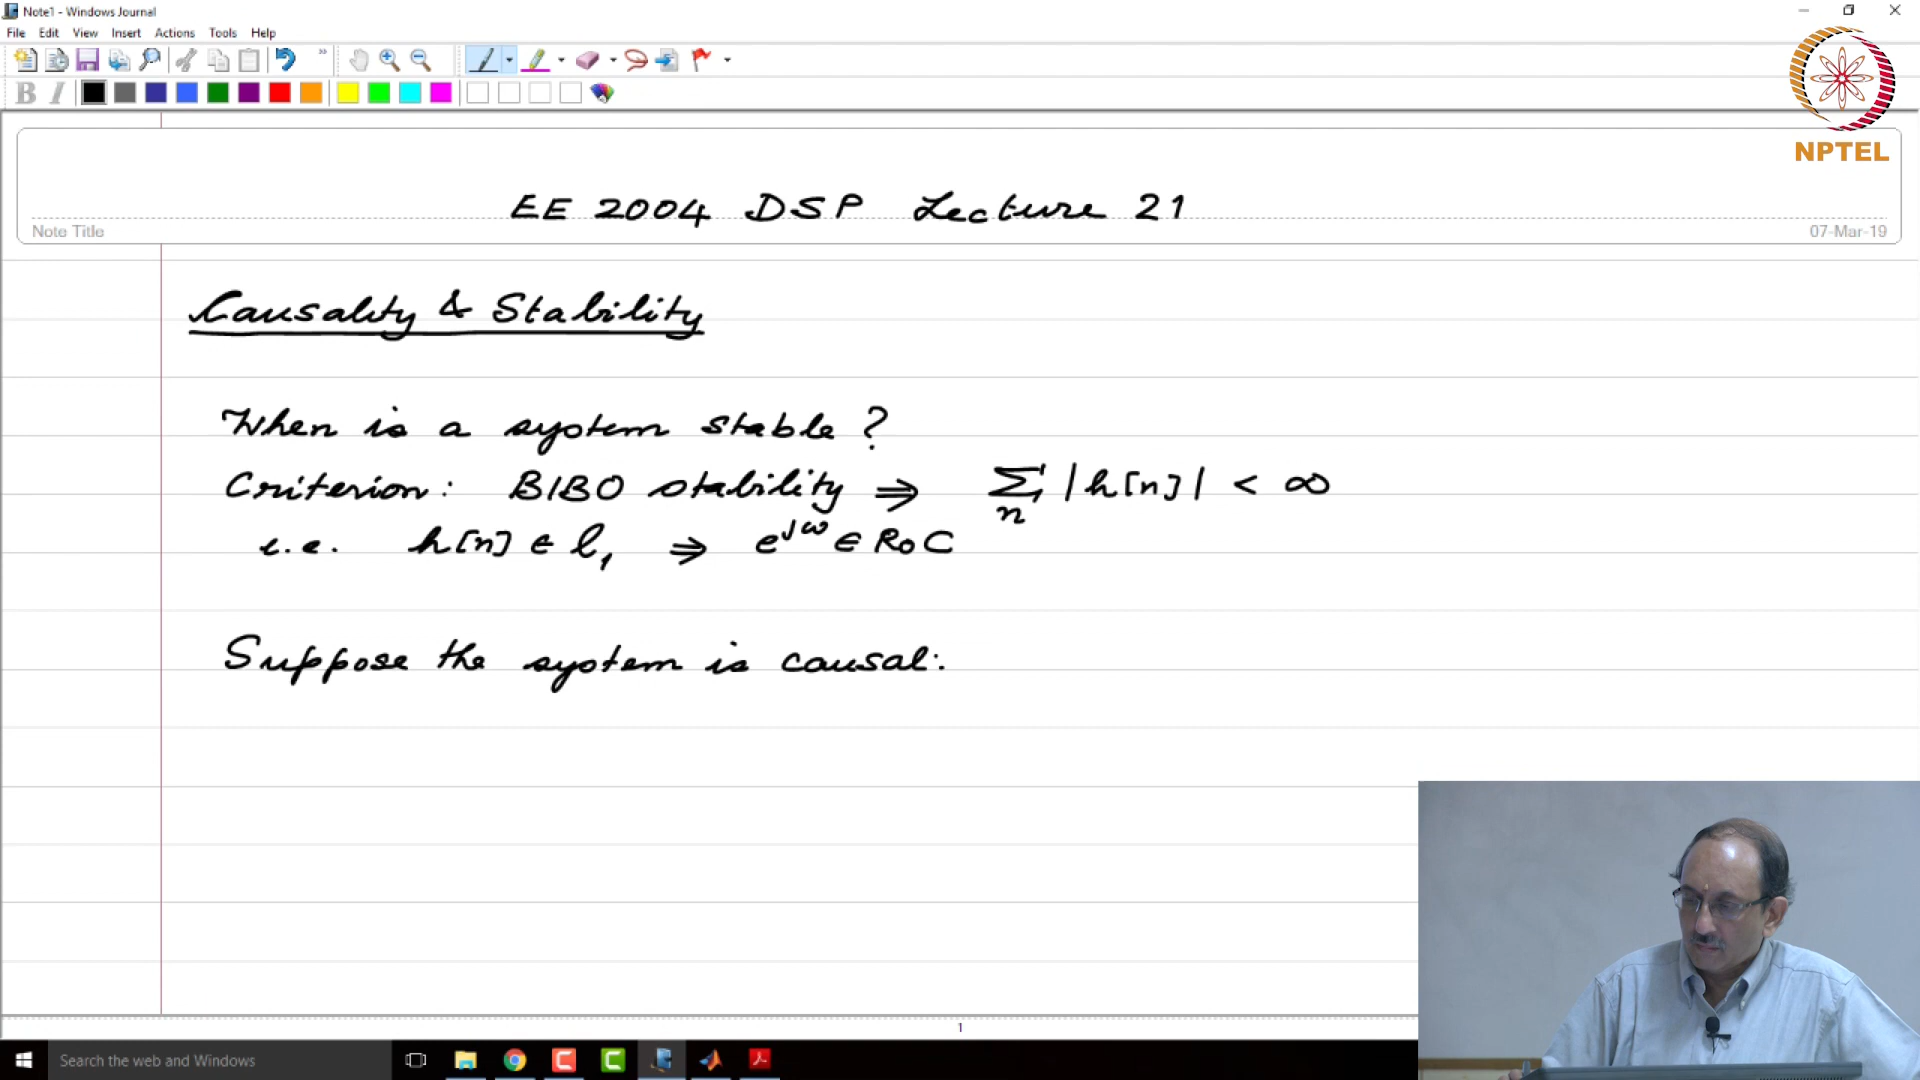 Note1 - Windows Journal
File Edit View Insert Actions Tools Help
B I
NPTEL
EE 2004 DSP Lecture 21
Note Title
07-Mar-19
Causality & Stability
When is a system stable ?
Criterion: BIBO stability ⇒ ∑ₙ |h[n]| < ∞
i.e. h[n] ∈ l₁ ⇒ e^{jω} ∈ RoC
Suppose the system is causal:
1
Search the web and Windows